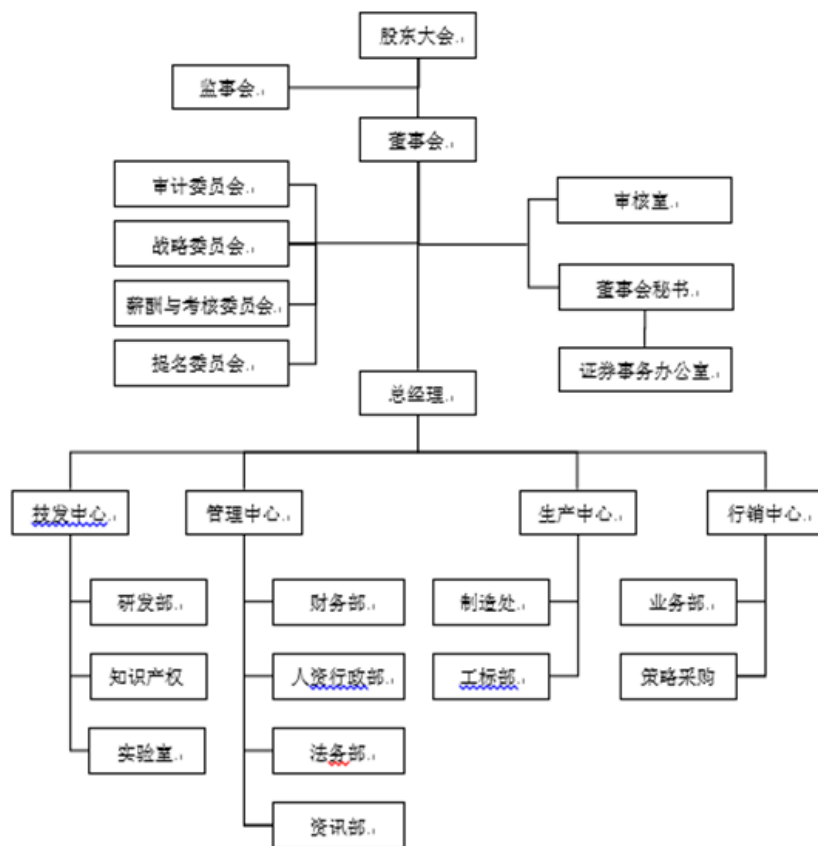 股东大会
监事会
董事会
审计委员会
审核室
战略委员会
董事会秘书
薪酬与考核委员会
提名委员会
证券事务办公室
总经理
技发中心
管理中心
生产中心
行销中心
研发部
财务部
制造处
业务部
知识产权
人资行政部
工标部
策略采购
实验室
法务部
资讯部